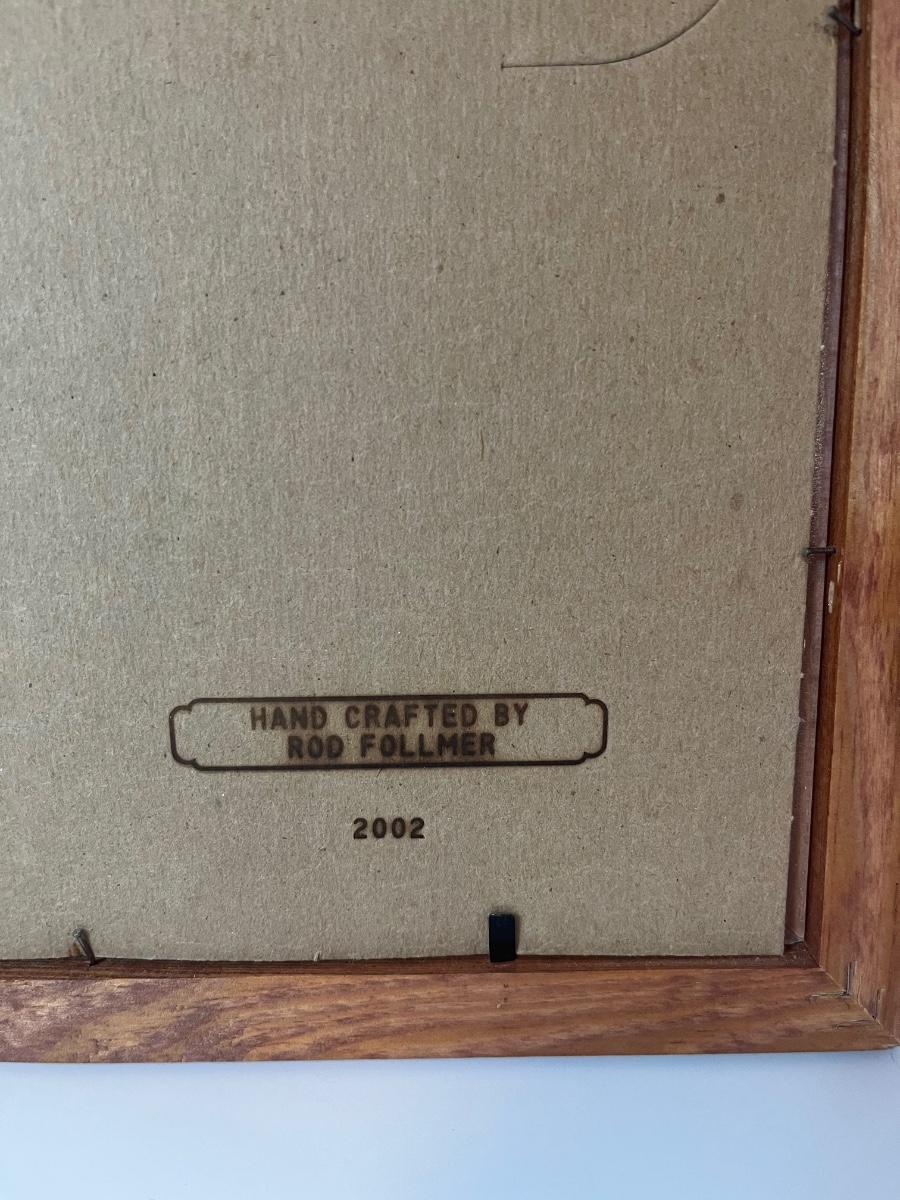 HAND CRAFTED BY
ROD FOLLMER
2002